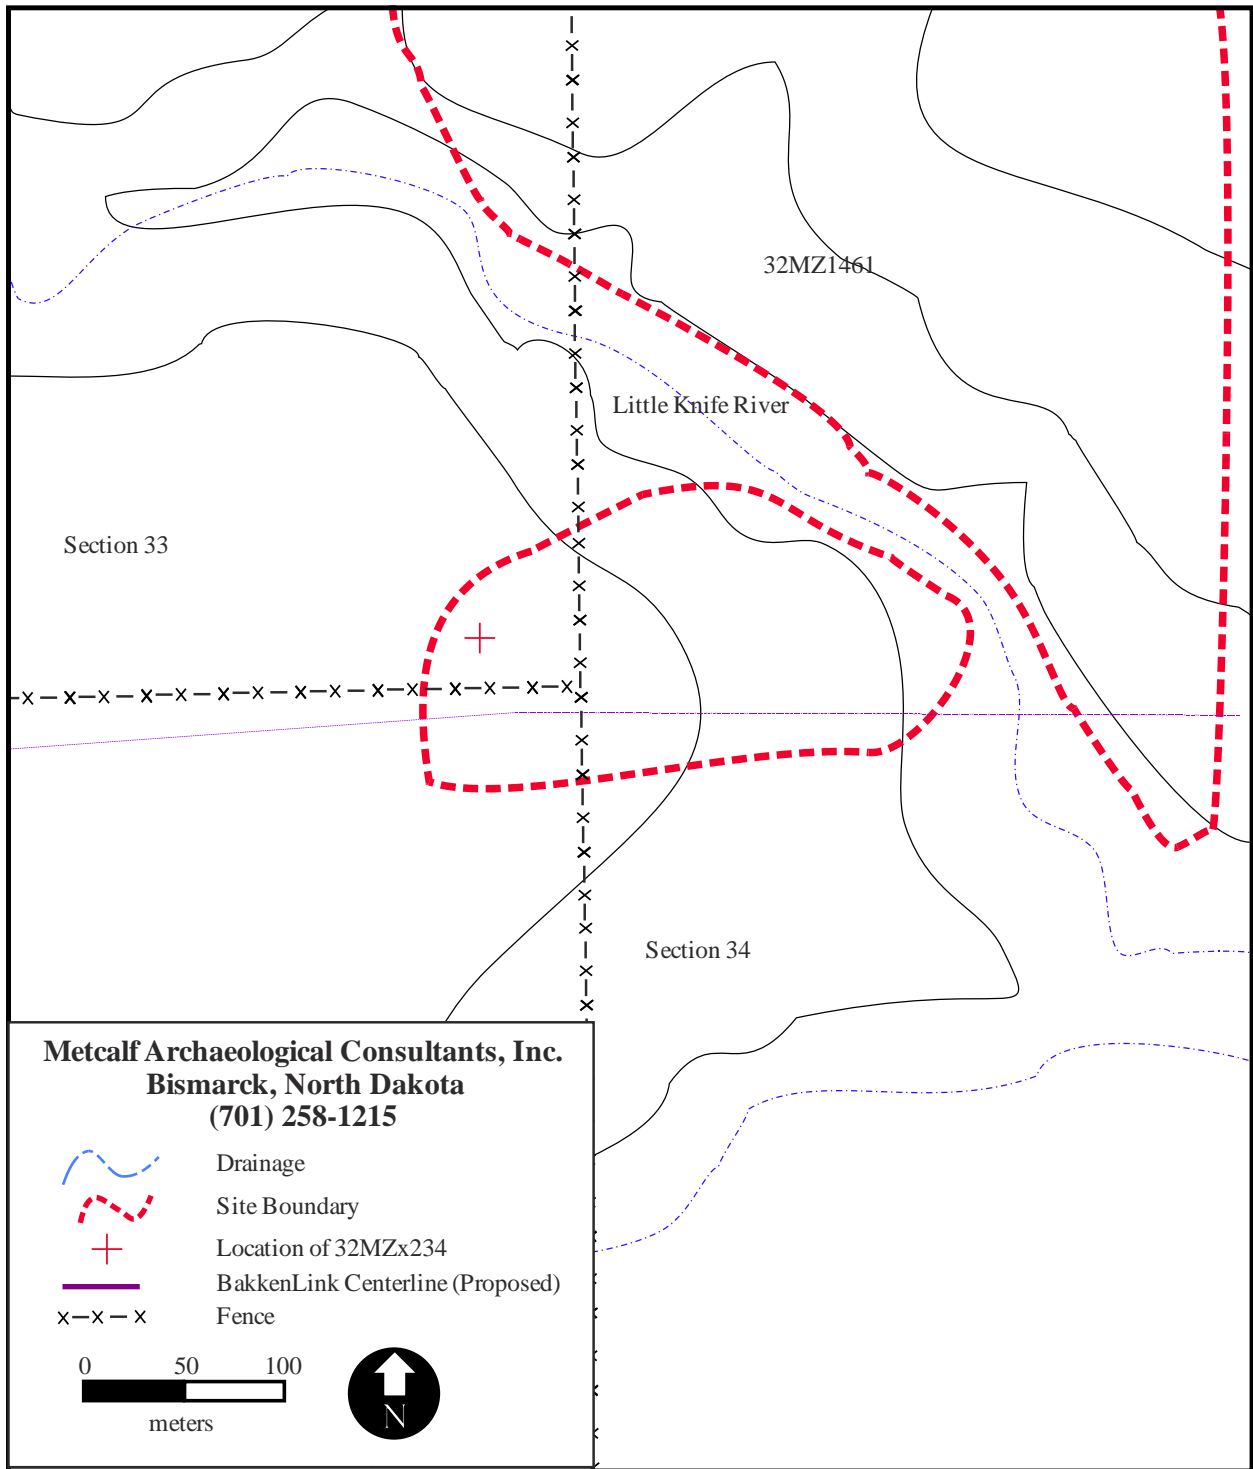 32MZ1461
Little Knife River
Section 33
Section 34
Metcalf Archaeological Consultants, Inc.
Bismarck, North Dakota
(701) 258-1215
Drainage
Site Boundary
Location of 32MZx234
BakkenLink Centerline (Proposed)
Fence
0 50 100
meters
N